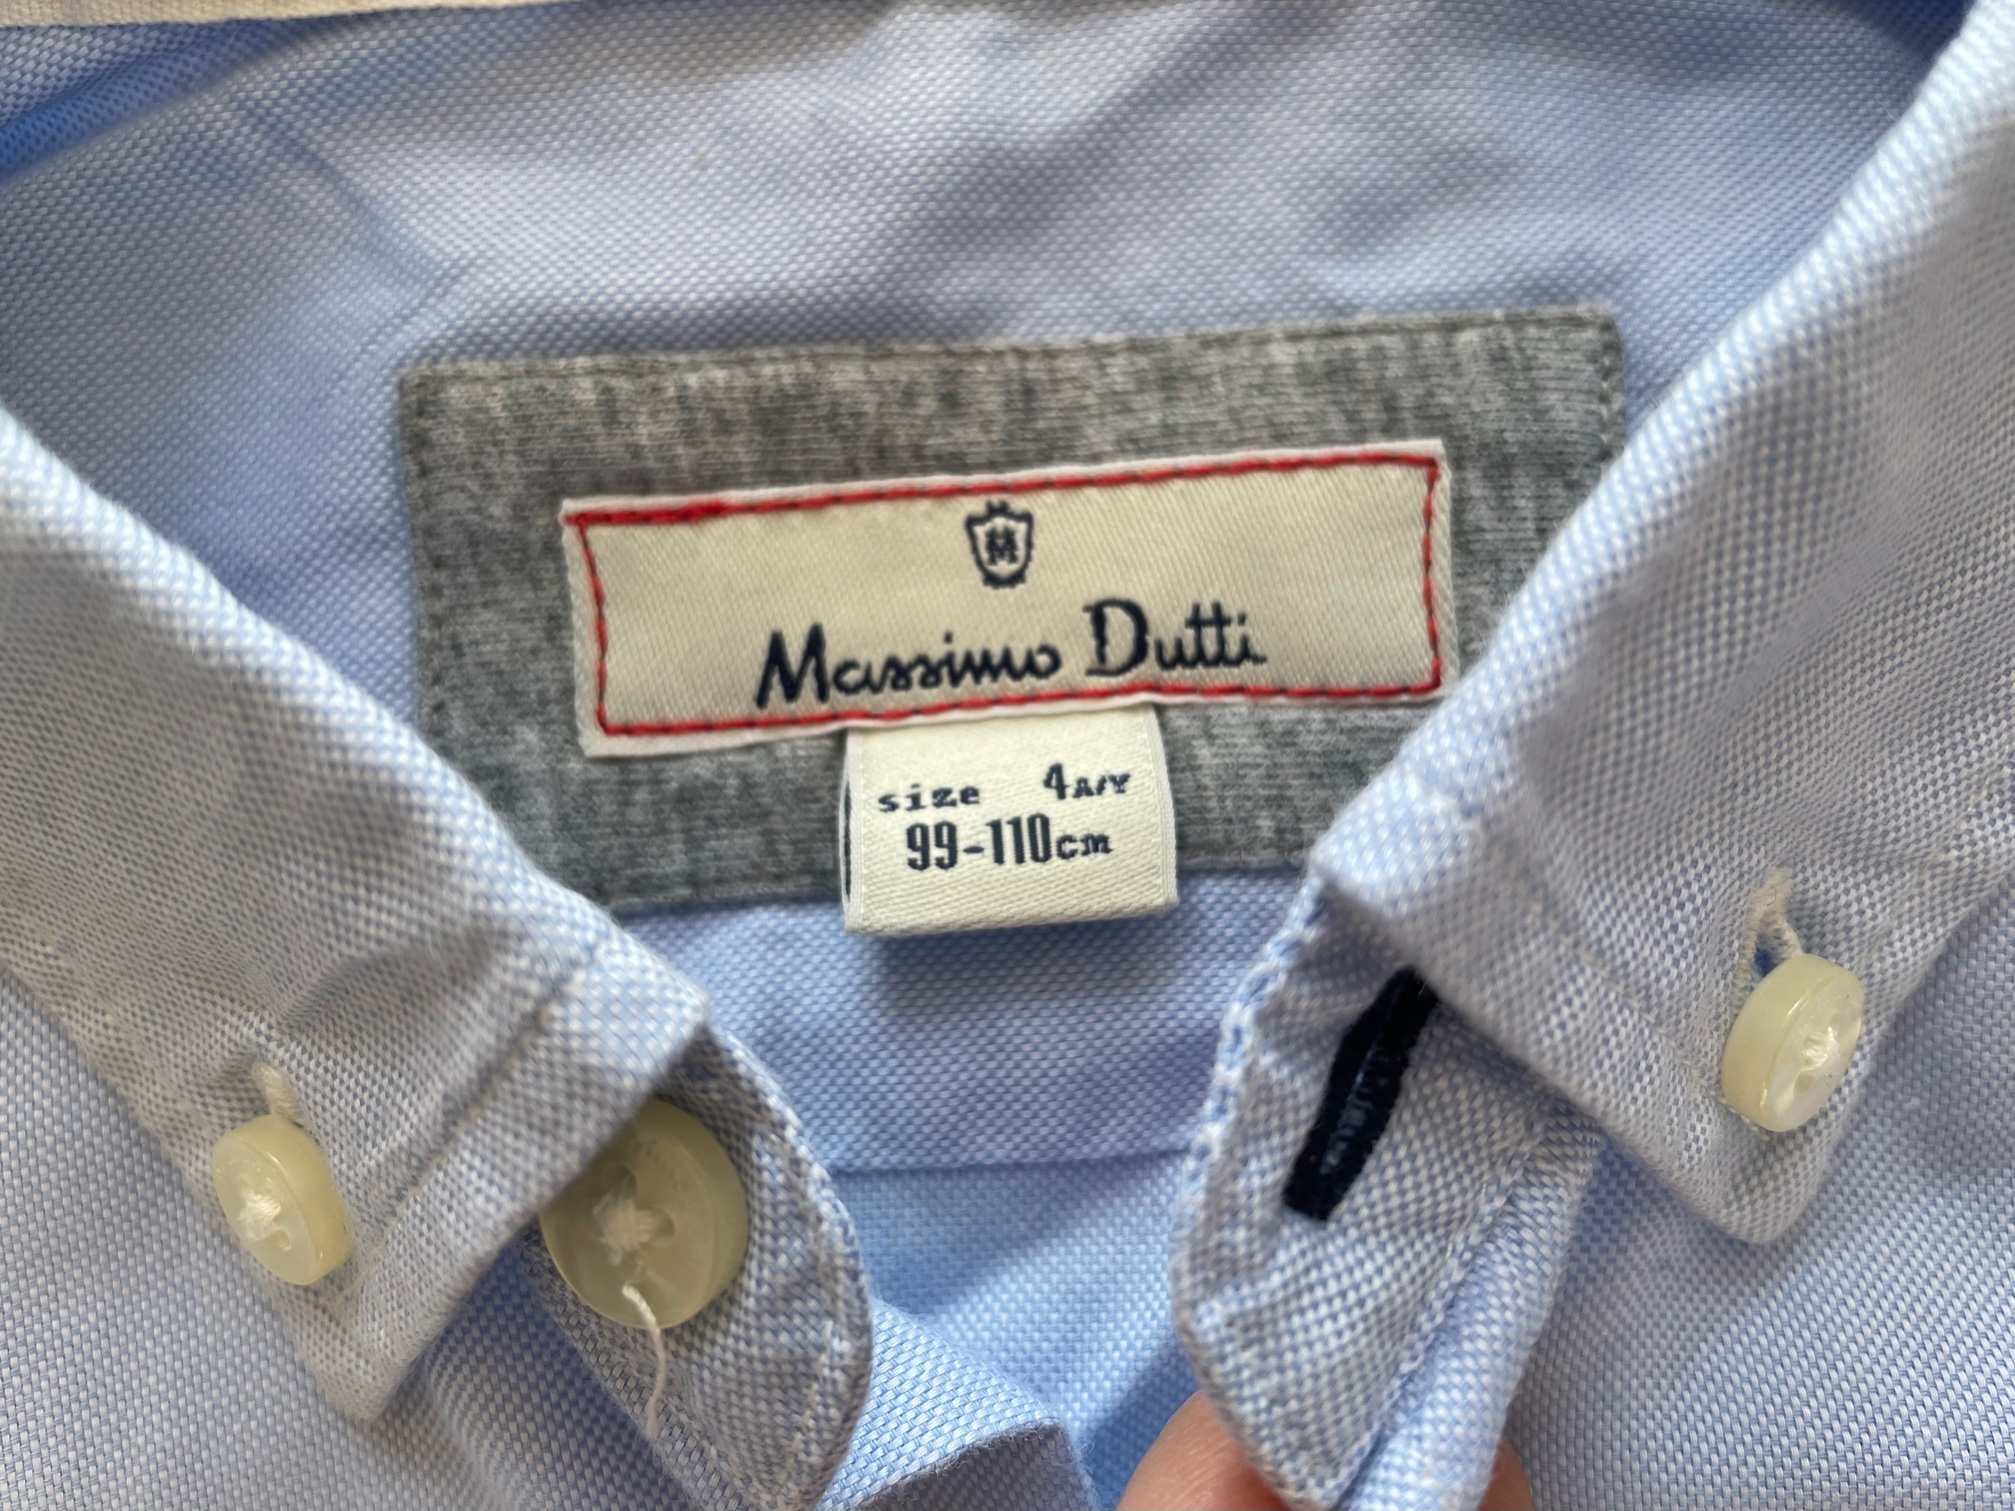 M
Massimo Dutti
size 4A/Y
99-110cm